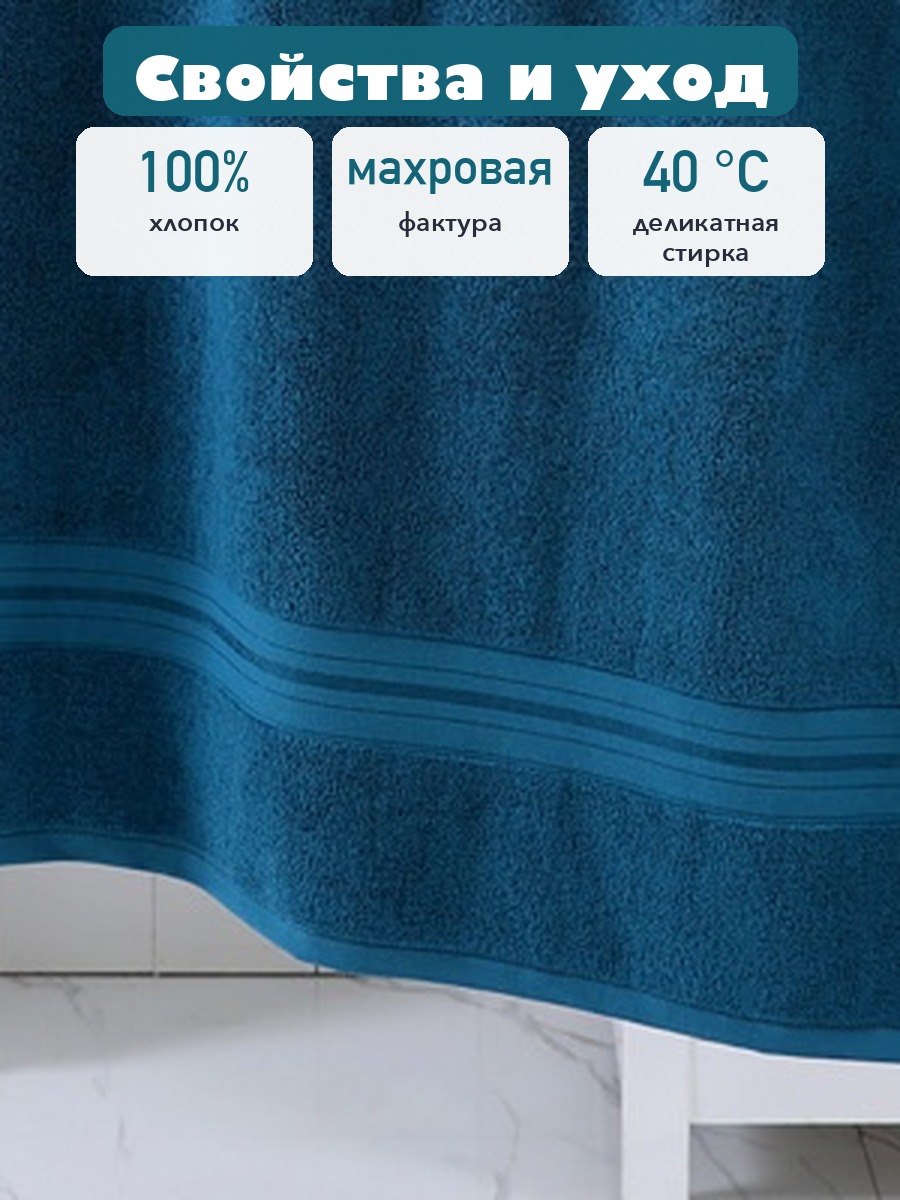 Свойства и уход
100%
хлопок
махровая
фактура
40 °C
деликатная
стирка